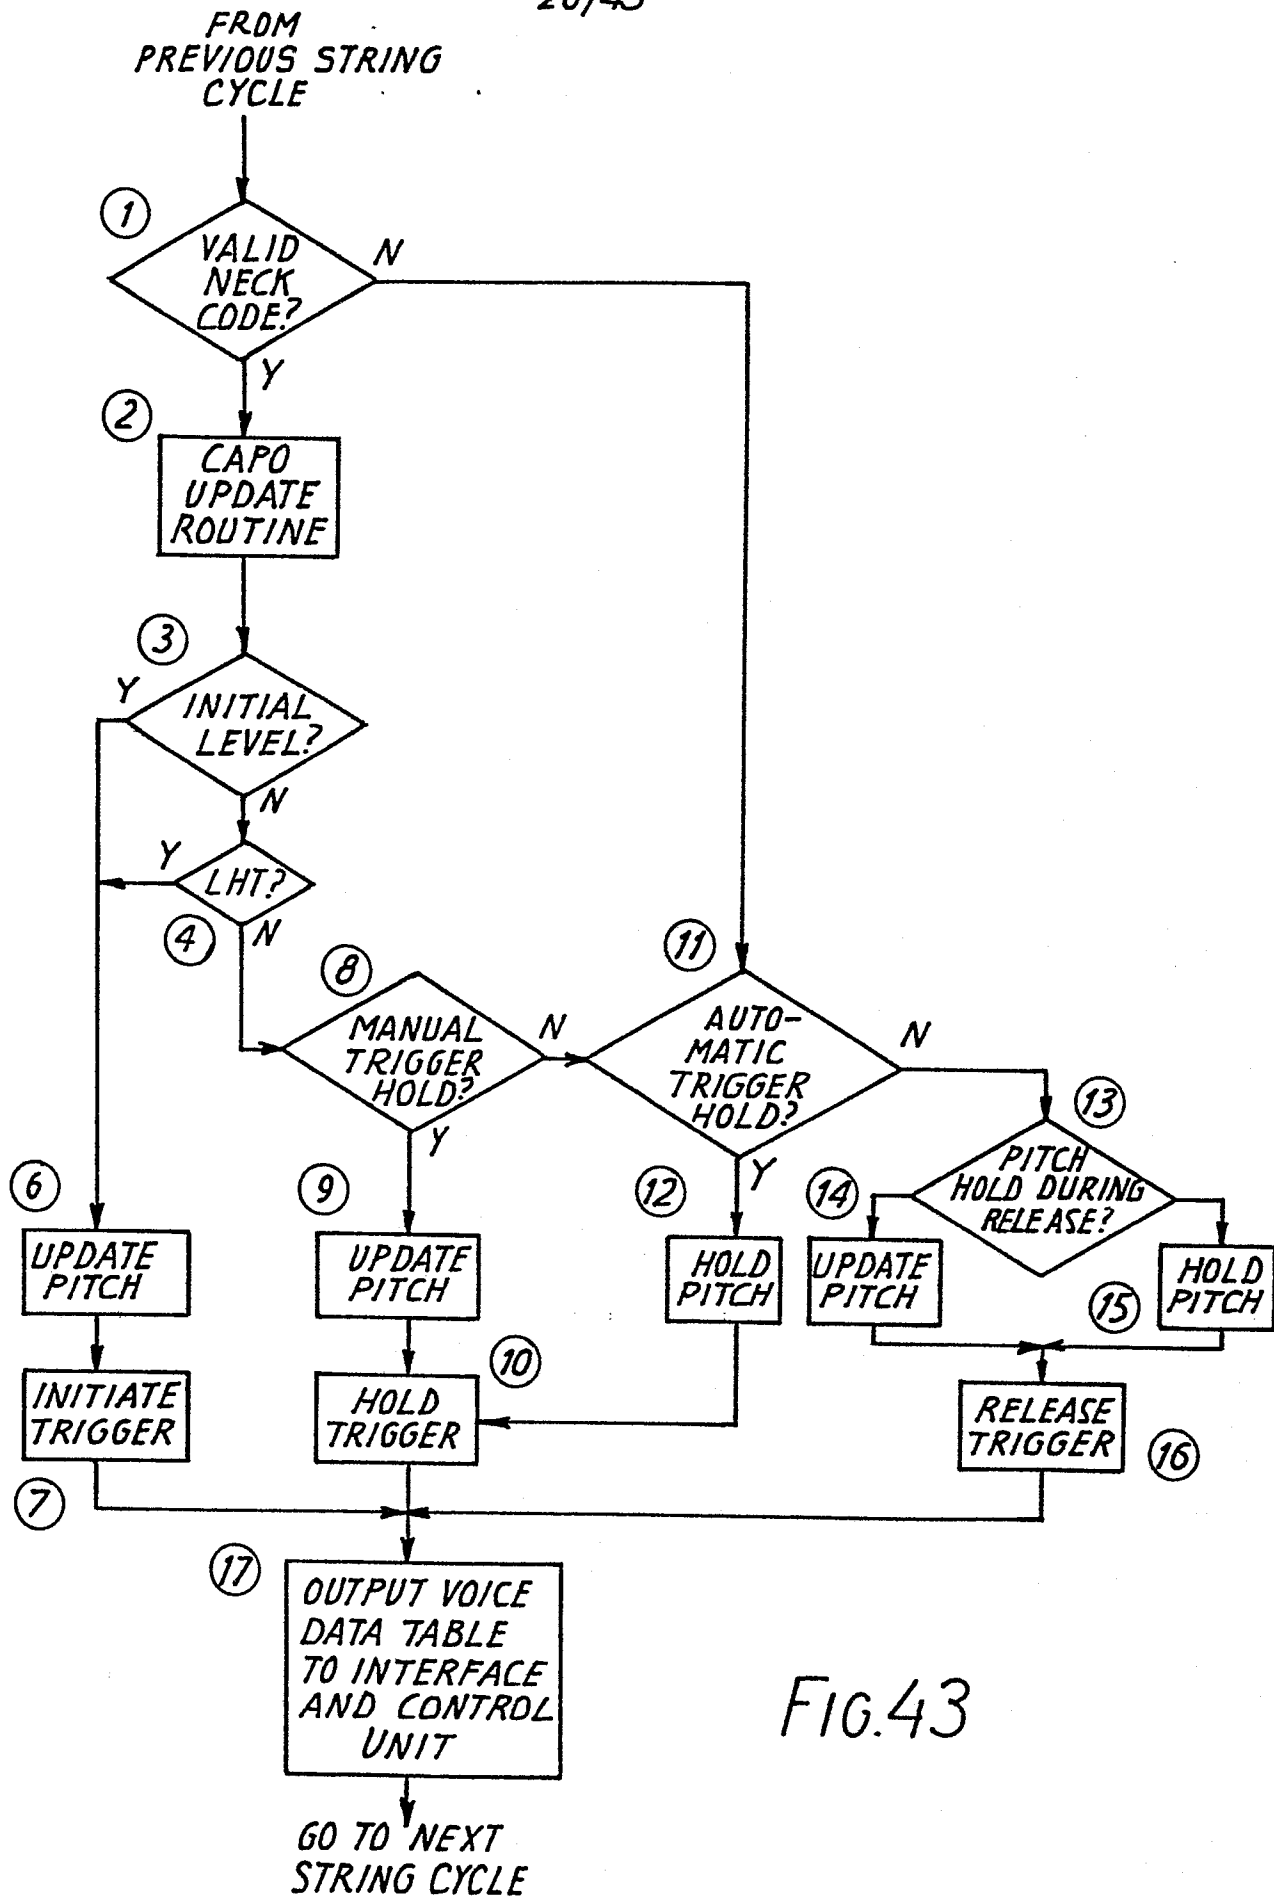 FROM
PREVIOUS STRING
CYCLE
1
VALID
NECK
CODE?
N
Y
2
CAPO
UPDATE
ROUTINE
3
Y
INITIAL
LEVEL?
N
Y
LHT?
4
N
8
MANUAL
TRIGGER
HOLD?
N
Y
11
AUTO-
MATIC
TRIGGER
HOLD?
N
Y
13
PITCH
HOLD DURING
RELEASE?
6
UPDATE
PITCH
9
UPDATE
PITCH
12
HOLD
PITCH
14
UPDATE
PITCH
15
HOLD
PITCH
INITIATE
TRIGGER
7
10
HOLD
TRIGGER
RELEASE
TRIGGER
16
17
OUTPUT VOICE
DATA TABLE
TO INTERFACE
AND CONTROL
UNIT
FIG.43
GO TO NEXT
STRING CYCLE